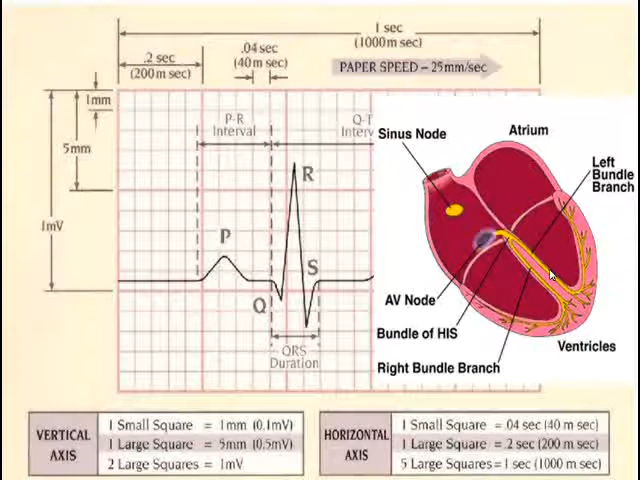 1 sec
(1000 m sec)
.04 sec
(40 m sec)
.2 sec
(200 m sec)
PAPER SPEED – 25mm/sec
1mm
5mm
1mV
P-R
Interval
Q-T
Interv
P
R
Q
S
QRS
Duration
Sinus Node
Atrium
Left
Bundle
Branch
AV Node
Bundle of HIS
Right Bundle Branch
Ventricles
VERTICAL
AXIS
1 Small Square = 1mm (0.1mV)
1 Large Square = 5mm (0.5mV)
2 Large Squares = 1mV
HORIZONTAL
AXIS
1 Small Square = .04 sec (40 m sec)
1 Large Square = .2 sec (200 m sec)
5 Large Squares = 1 sec (1000 m sec)